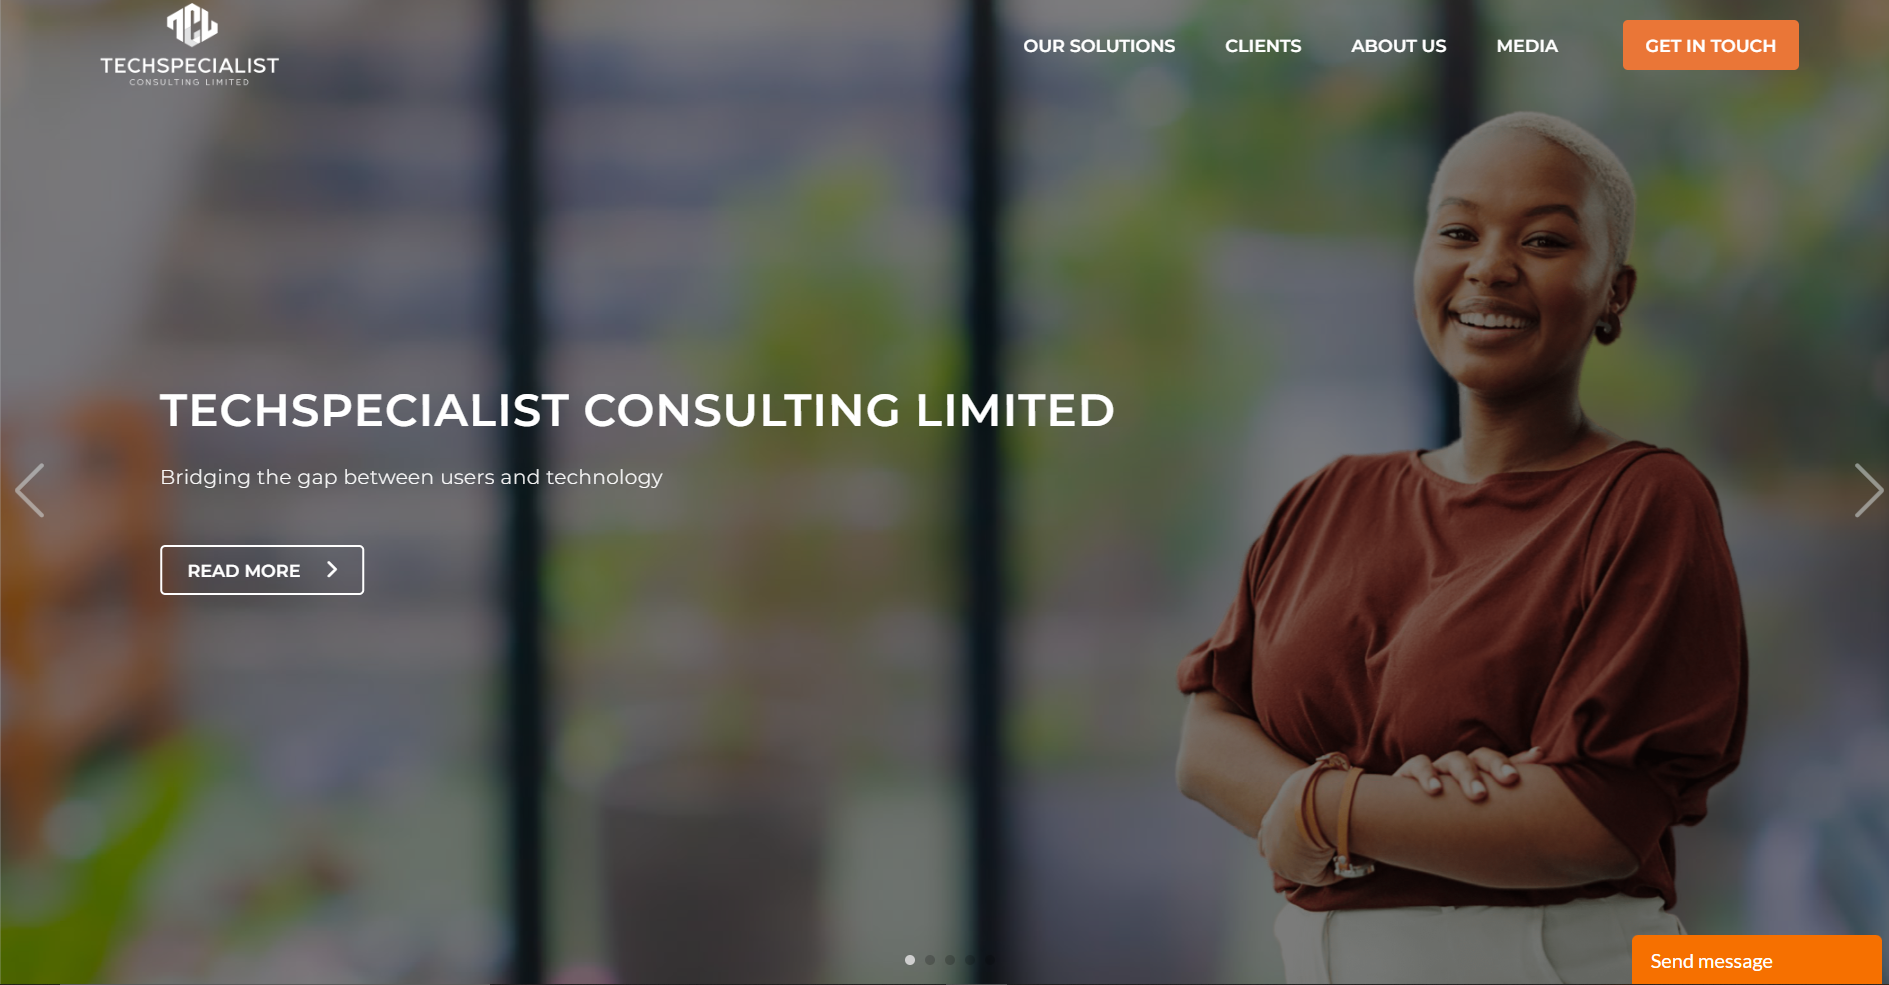 TCL
TECHSPECIALIST
CONSULTING LIMITED
OUR SOLUTIONS
CLIENTS
ABOUT US
MEDIA
GET IN TOUCH
TECHSPECIALIST CONSULTING LIMITED
Bridging the gap between users and technology
READ MORE
Send message